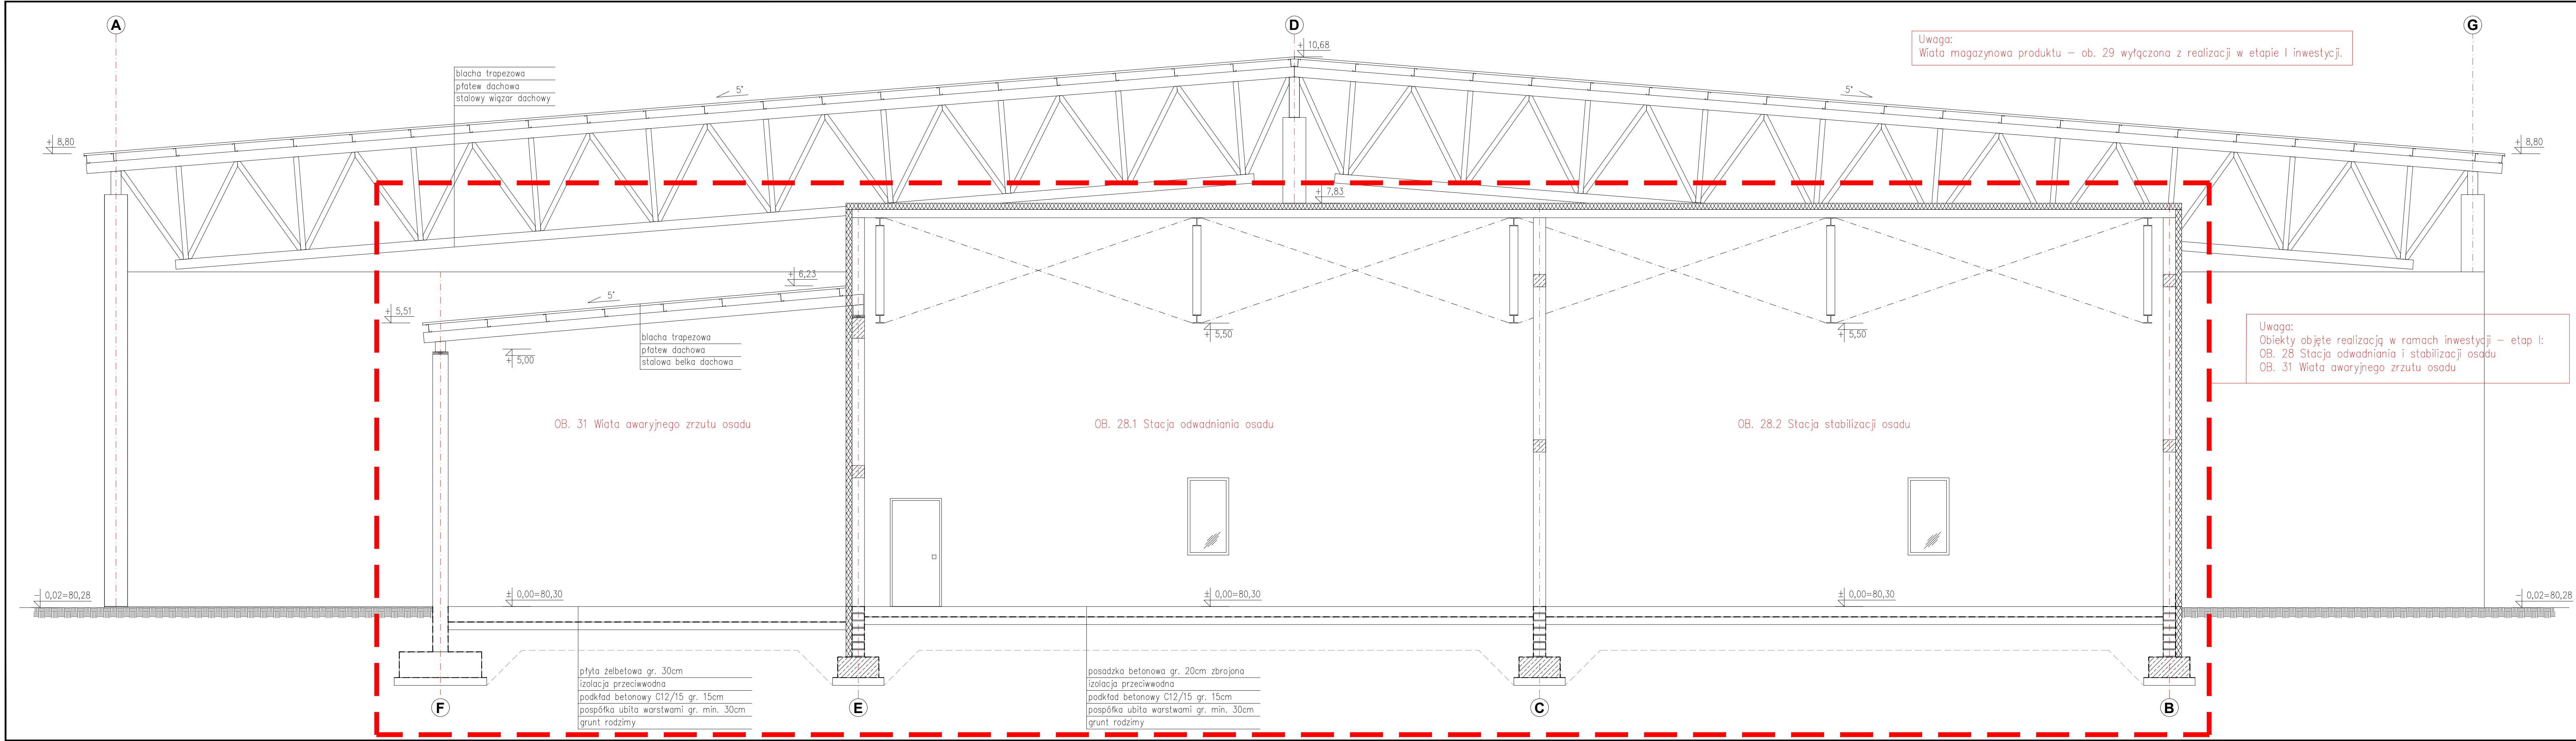 A
D
G
+ 10,68
Uwaga:
Wiata magazynowa produktu – ob. 29 wyłączona z realizacji w etapie I inwestycji.
blacha trapezowa
płatew dachowa
stalowy wiązar dachowy
5°
5°
+ 8,80
+ 8,80
+ 7,83
+ 6,23
5°
+ 5,51
blacha trapezowa
płatew dachowa
stalowa belka dachowa
+ 5,00
+ 5,50
+ 5,50
Uwaga:
Obiekty objęte realizacją w ramach inwestycji – etap I:
OB. 28 Stacja odwadniania i stabilizacji osadu
OB. 31 Wiata awaryjnego zrzutu osadu
OB. 31 Wiata awaryjnego zrzutu osadu
OB. 28.1 Stacja odwadniania osadu
OB. 28.2 Stacja stabilizacji osadu
- 0,02=80,28
± 0,00=80,30
± 0,00=80,30
± 0,00=80,30
- 0,02=80,28
płyta żelbetowa gr. 30cm
izolacja przeciwwodna
podkład betonowy C12/15 gr. 15cm
pospółka ubita warstwami gr. min. 30cm
grunt rodzimy
posadzka betonowa gr. 20cm zbrojona
izolacja przeciwwodna
podkład betonowy C12/15 gr. 15cm
pospółka ubita warstwami gr. min. 30cm
grunt rodzimy
F
E
C
B